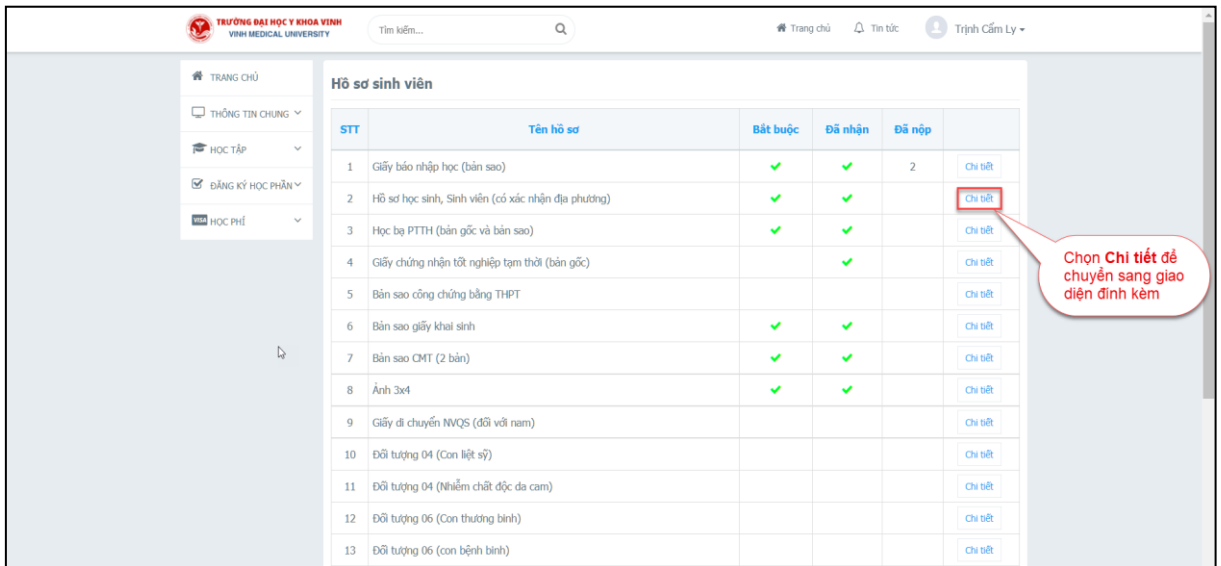 TRƯỜNG ĐẠI HỌC Y KHOA VINH
VINH MEDICAL UNIVERSITY
Tìm kiếm...
Trang chủ
Tin tức
Trịnh Cẩm Ly
TRANG CHỦ
THÔNG TIN CHUNG
HỌC TẬP
ĐĂNG KÝ HỌC PHẦN
VISA HỌC PHÍ
Hồ sơ sinh viên
STT Tên hồ sơ Bắt buộc Đã nhận Đã nộp
1 Giấy báo nhập học (bản sao) 2 Chi tiết
2 Hồ sơ học sinh, Sinh viên (có xác nhận địa phương) Chi tiết
3 Học bạ PTTH (bản gốc và bản sao) Chi tiết
4 Giấy chứng nhận tốt nghiệp tạm thời (bản gốc) Chi tiết
5 Bản sao công chứng bằng THPT Chi tiết
6 Bản sao giấy khai sinh Chi tiết
7 Bản sao CMT (2 bản) Chi tiết
8 Ảnh 3x4 Chi tiết
9 Giấy di chuyển NVQS (đối với nam) Chi tiết
10 Đối tượng 04 (Con liệt sỹ) Chi tiết
11 Đối tượng 04 (Nhiễm chất độc da cam) Chi tiết
12 Đối tượng 06 (Con thương binh) Chi tiết
13 Đối tượng 06 (con bệnh binh) Chi tiết
Chọn Chi tiết để
chuyển sang giao
diện đính kèm